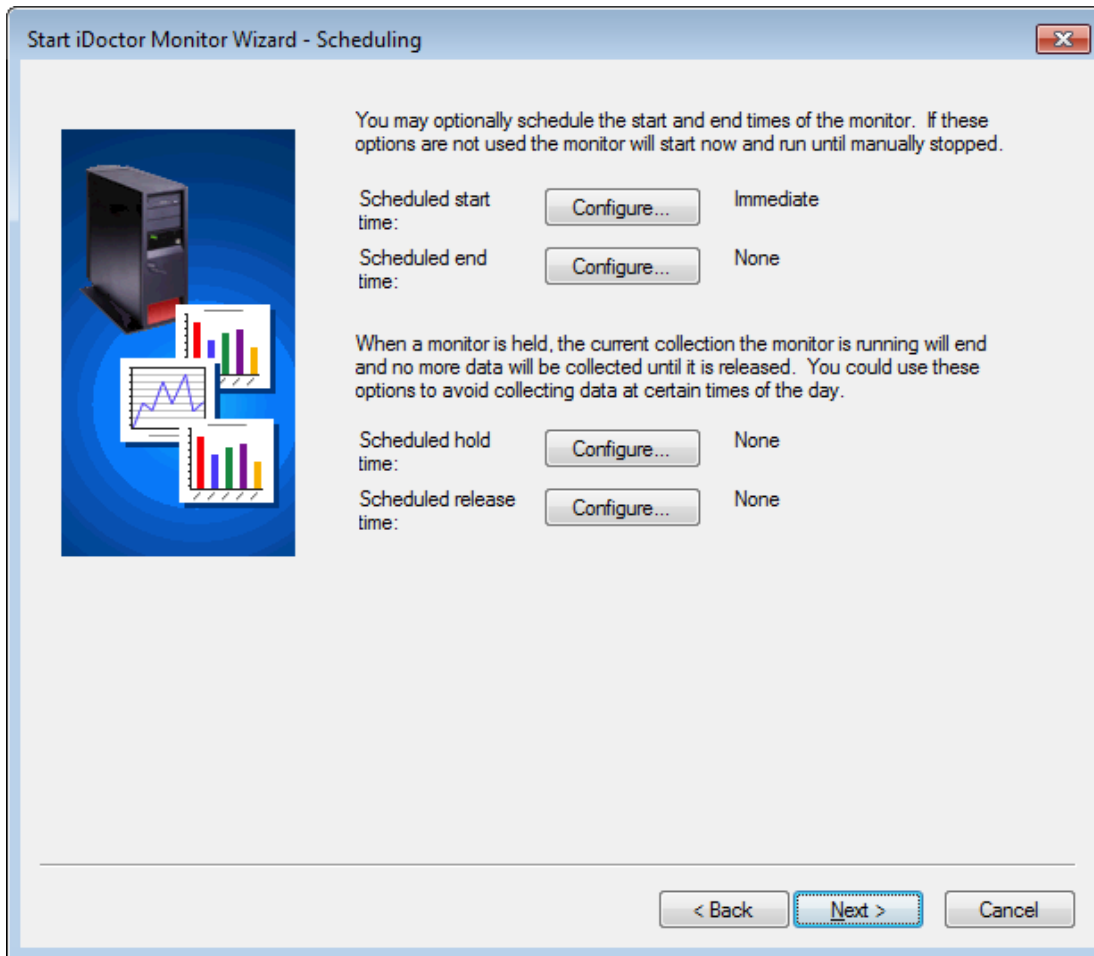 Start iDoctor Monitor Wizard - Scheduling
You may optionally schedule the start and end times of the monitor.  If these
options are not used the monitor will start now and run until manually stopped.
Scheduled start
time:
Configure...
Immediate
Scheduled end
time:
Configure...
None
When a monitor is held, the current collection the monitor is running will end
and no more data will be collected until it is released.  You could use these
options to avoid collecting data at certain times of the day.
Scheduled hold
time:
Configure...
None
Scheduled release
time:
Configure...
None
< Back
Next >
Cancel